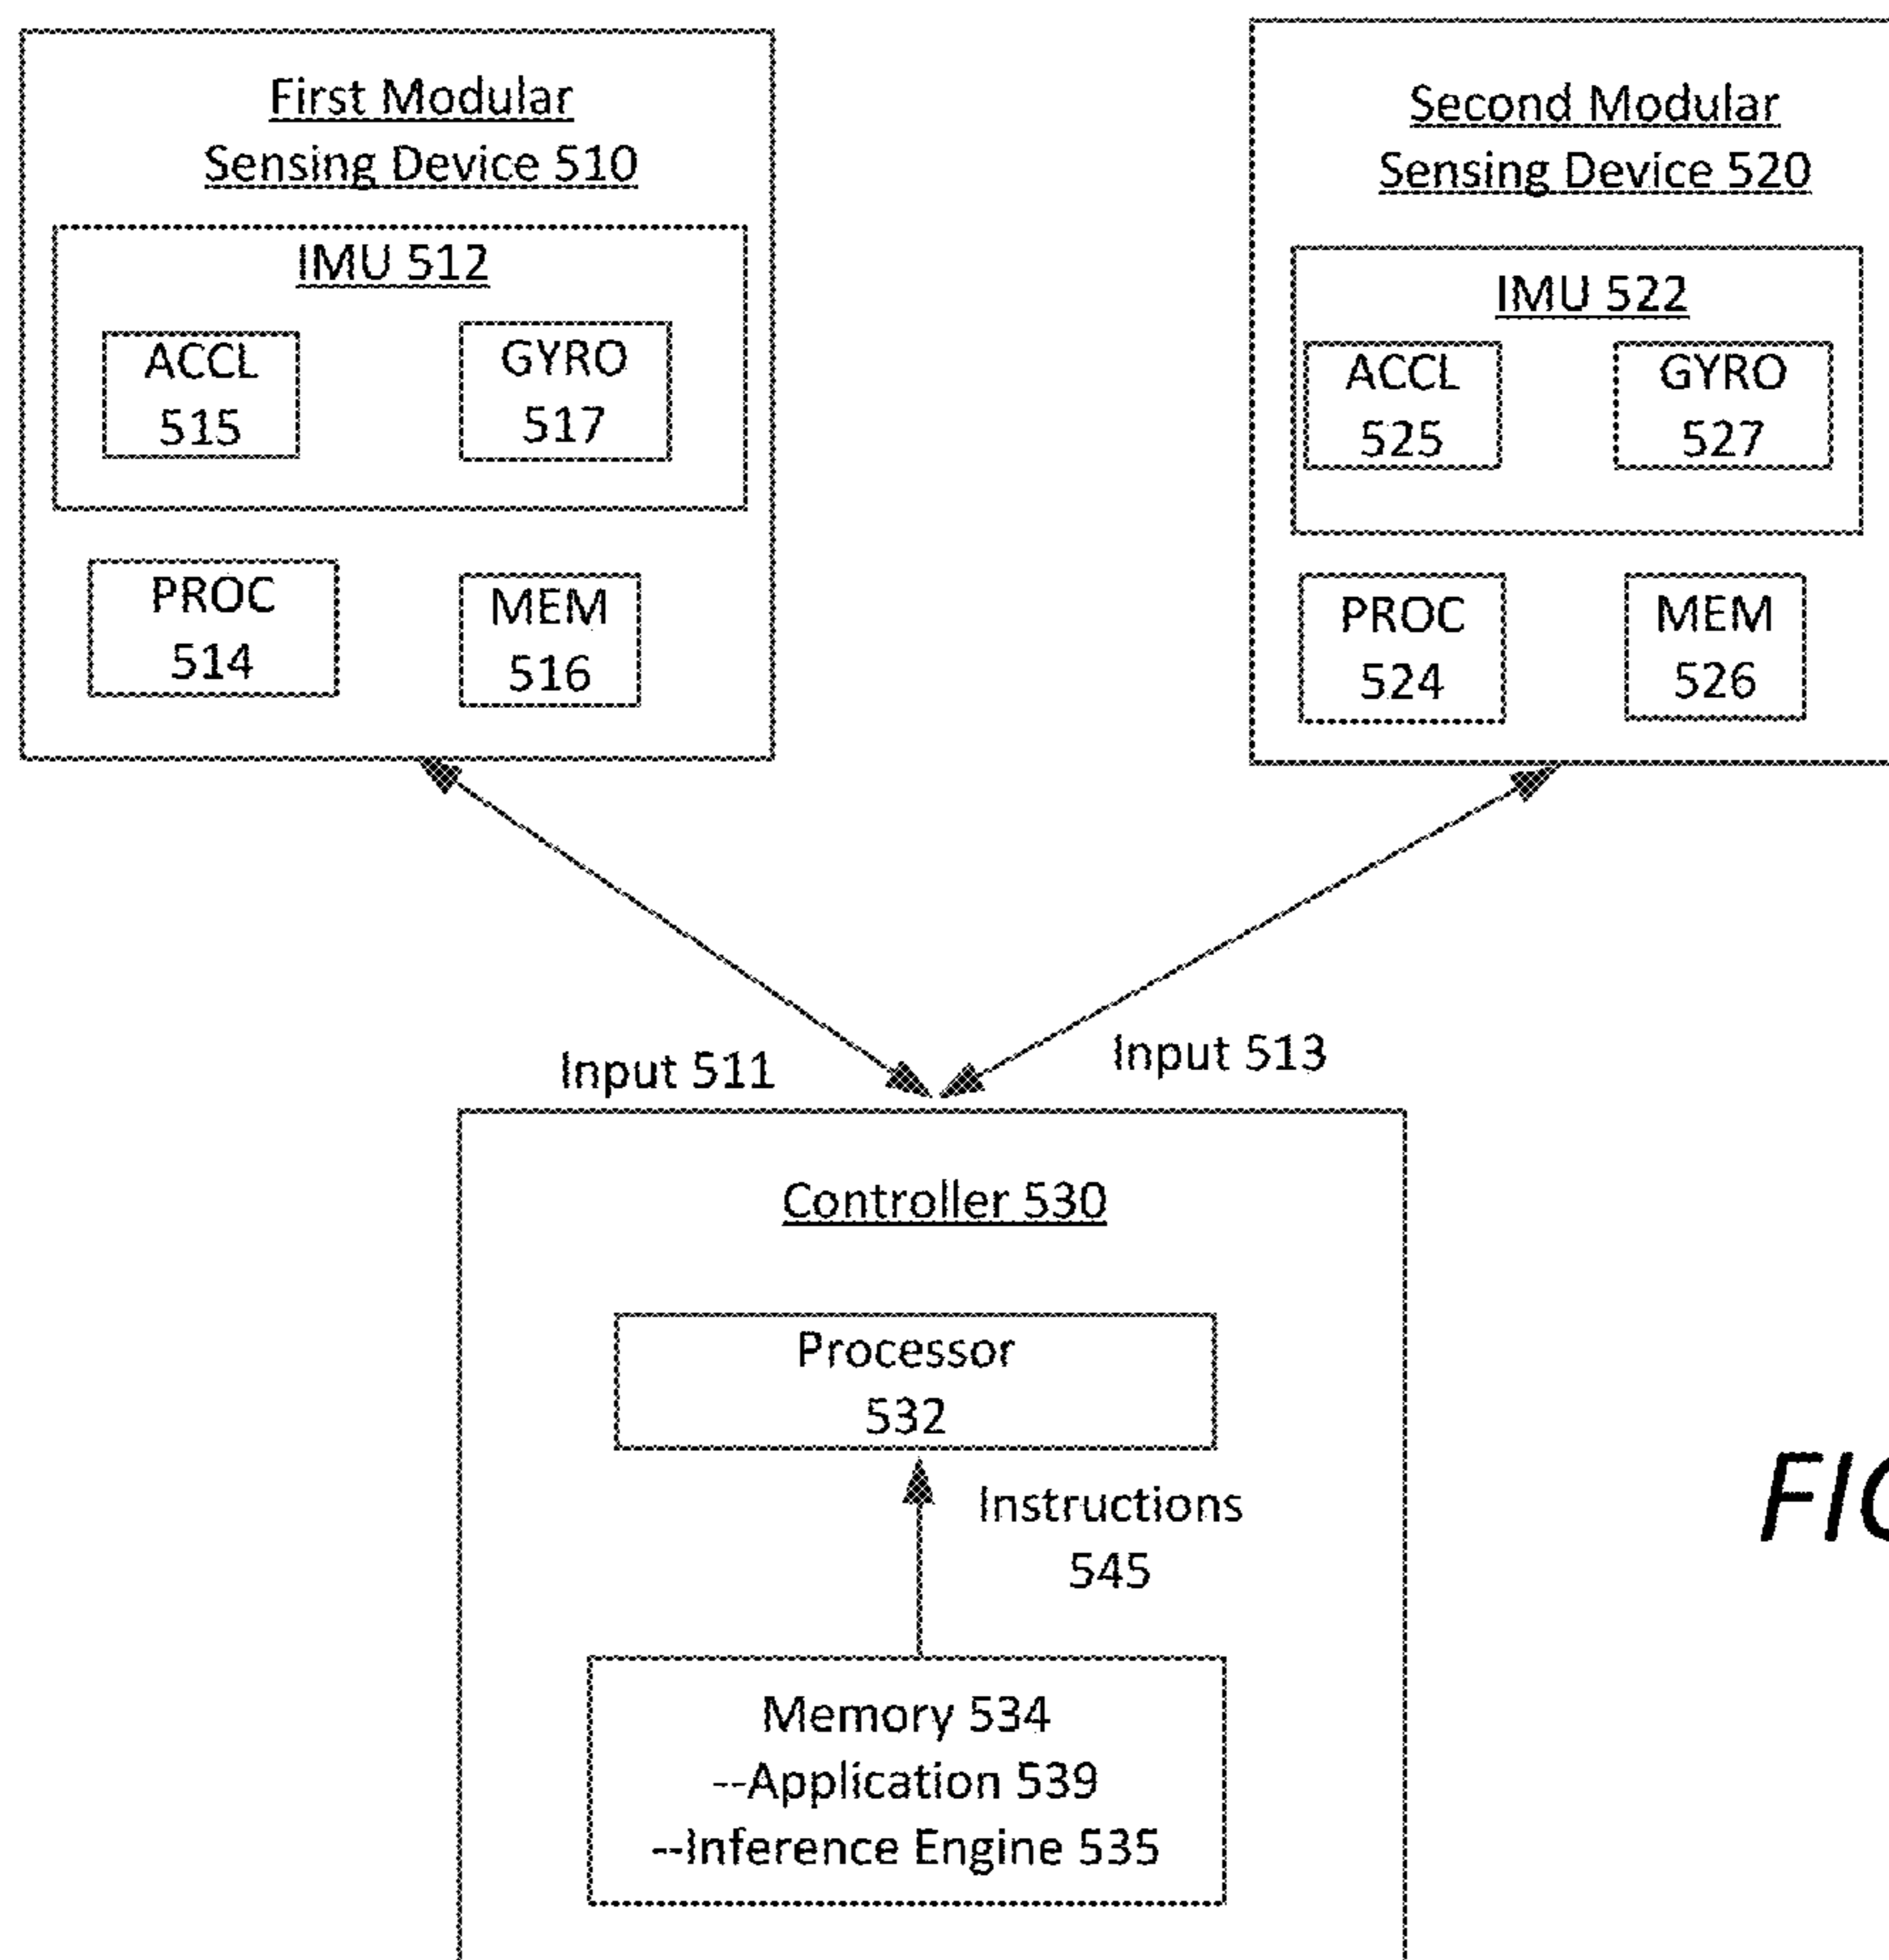 First Modular
Sensing Device 510
IMU 512
ACCL
515
GYRO
517
PROC
514
MEM
516
Second Modular
Sensing Device 520
IMU 522
ACCL
525
GYRO
527
PROC
524
MEM
526
Input 511
Input 513
Controller 530
Processor
532
Instructions
545
Memory 534
--Application 539
--Inference Engine 535